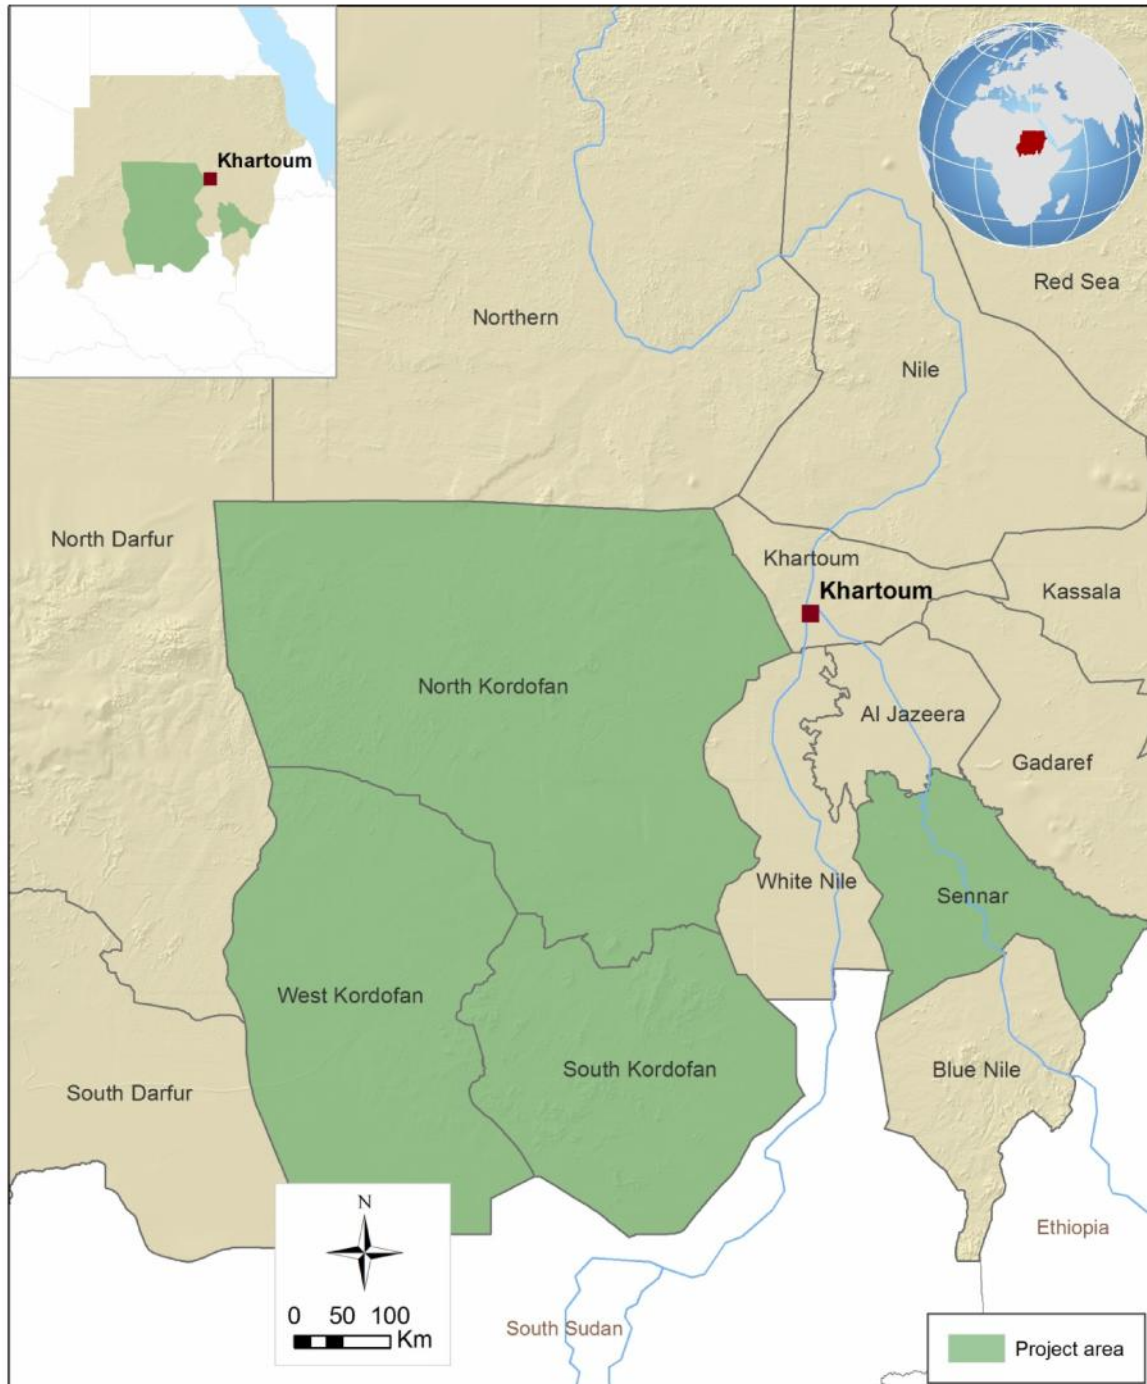 Khartoum
Northern
Red Sea
Nile
North Darfur
Khartoum
Khartoum
Kassala
North Kordofan
Al Jazeera
Gadaref
White Nile
Sennar
West Kordofan
South Kordofan
Blue Nile
South Darfur
N
0 50 100
Km
Ethiopia
South Sudan
Project area